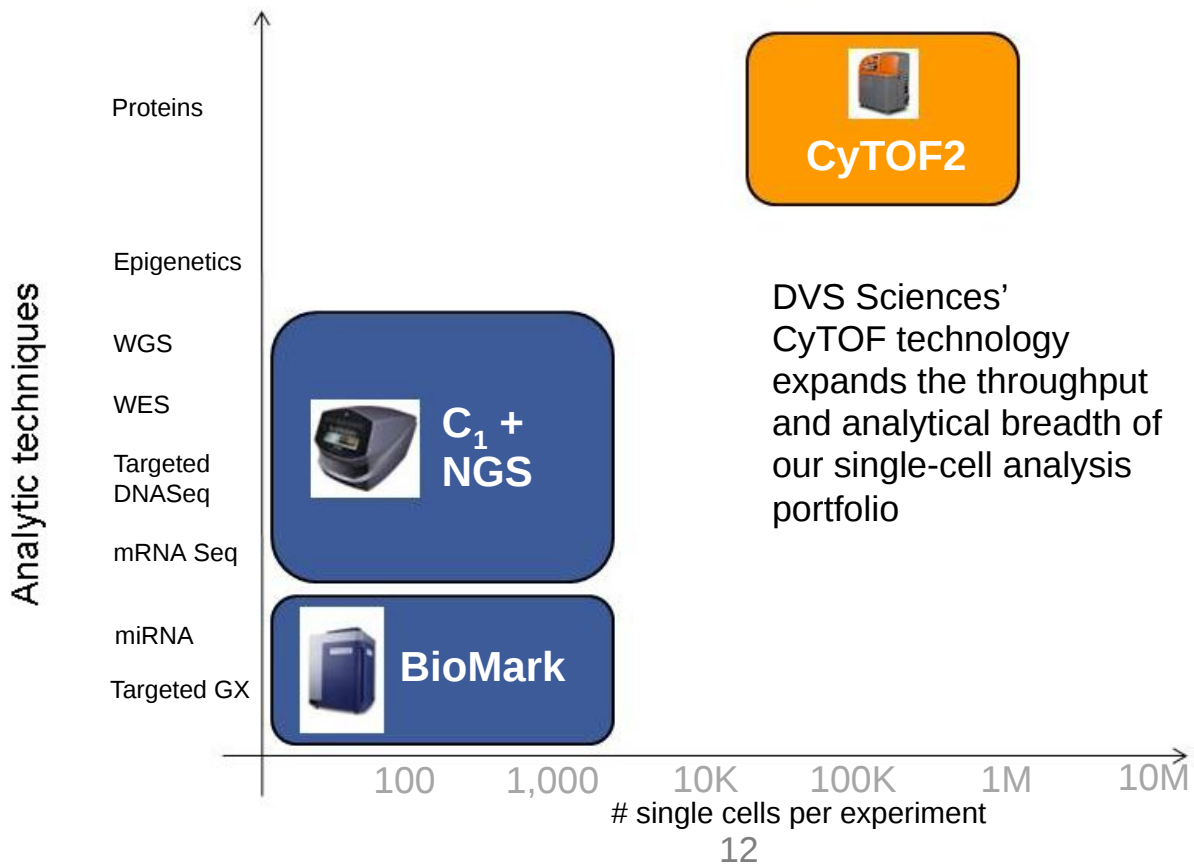 Analytic techniques
Proteins
Epigenetics
WGS
WES
Targeted
DNASeq
mRNA Seq
miRNA
Targeted GX
CyTOF2
DVS Sciences’
CyTOF technology
expands the throughput
and analytical breadth of
our single-cell analysis
portfolio
C1 +
NGS
BioMark
100 1,000 10K 100K 1M 10M
# single cells per experiment
12